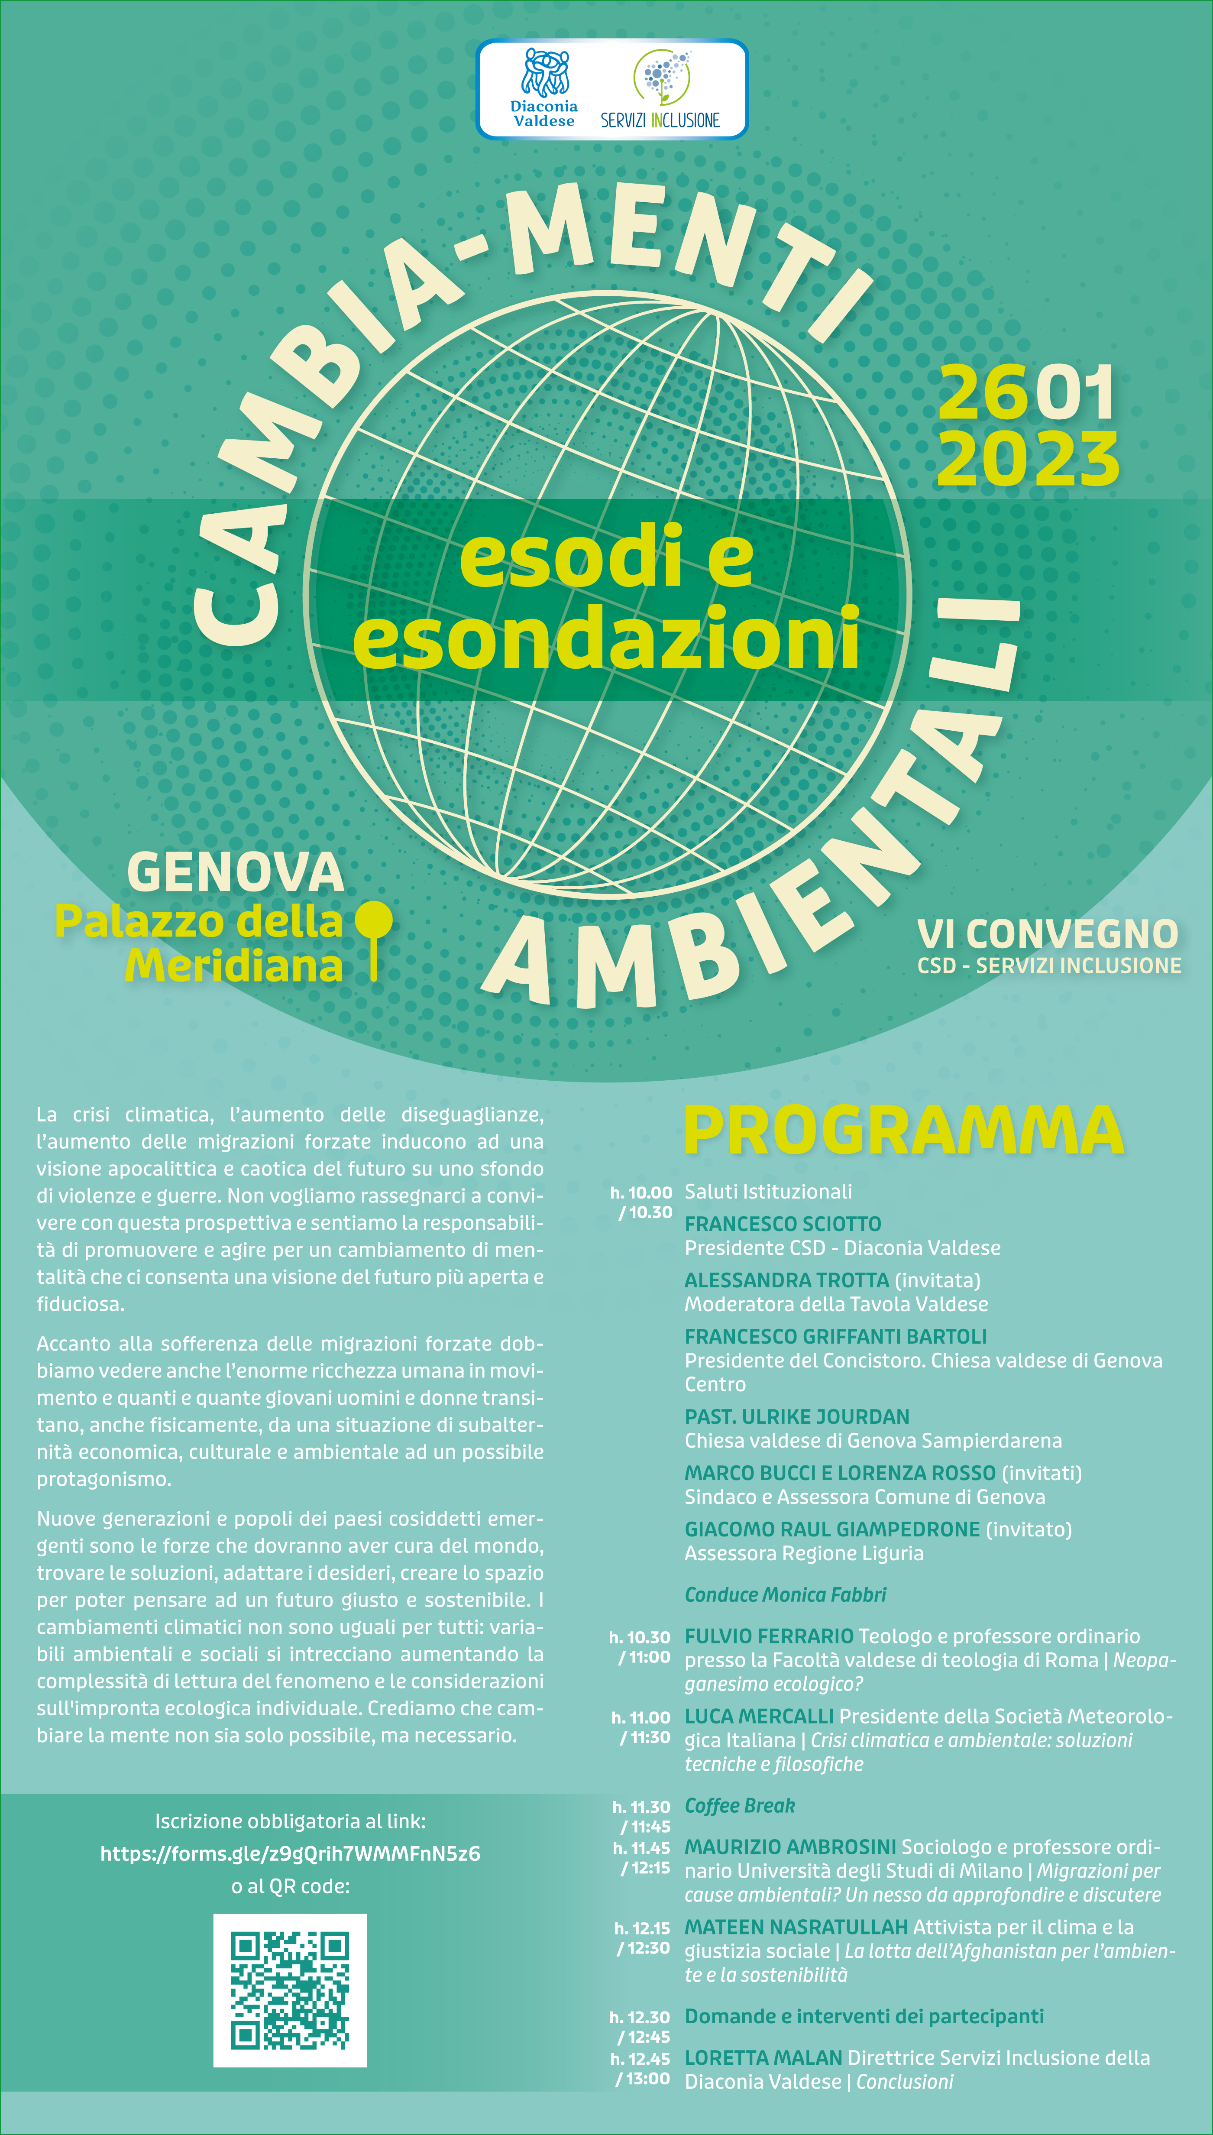 Diaconia
Valdese
SERVIZI INCLUSIONE
CAMBIA-MENTI
AMBIENTALI
2601
2023
esodi e
esondazioni
GENOVA
Palazzo della
Meridiana
VI CONVEGNO
CSD - SERVIZI INCLUSIONE
La crisi climatica, l’aumento delle diseguaglianze,
l’aumento delle migrazioni forzate inducono ad una
visione apocalittica e caotica del futuro su uno sfondo
di violenze e guerre. Non vogliamo rassegnarci a convi-
vere con questa prospettiva e sentiamo la responsabili-
tà di promuovere e agire per un cambiamento di men-
talità che ci consenta una visione del futuro più aperta e
fiduciosa.
Accanto alla sofferenza delle migrazioni forzate dob-
biamo vedere anche l’enorme ricchezza umana in movi-
mento e quanti e quante giovani uomini e donne transi-
tano, anche fisicamente, da una situazione di subalter-
nità economica, culturale e ambientale ad un possibile
protagonismo.
Nuove generazioni e popoli dei paesi cosiddetti emer-
genti sono le forze che dovranno aver cura del mondo,
trovare le soluzioni, adattare i desideri, creare lo spazio
per poter pensare ad un futuro giusto e sostenibile. I
cambiamenti climatici non sono uguali per tutti: varia-
bili ambientali e sociali si intrecciano aumentando la
complessità di lettura del fenomeno e le considerazioni
sull'impronta ecologica individuale. Crediamo che cam-
biare la mente non sia solo possibile, ma necessario.
Iscrizione obbligatoria al link:
https://forms.gle/z9gQrih7WMMFnN5z6
o al QR code:
PROGRAMMA
h. 10.00 Saluti Istituzionali
/ 10.30
FRANCESCO SCIOTTO
Presidente CSD - Diaconia Valdese
ALESSANDRA TROTTA (invitata)
Moderatora della Tavola Valdese
FRANCESCO GRIFFANTI BARTOLI
Presidente del Concistoro. Chiesa valdese di Genova
Centro
PAST. ULRIKE JOURDAN
Chiesa valdese di Genova Sampierdarena
MARCO BUCCI E LORENZA ROSSO (invitati)
Sindaco e Assessora Comune di Genova
GIACOMO RAUL GIAMPEDRONE (invitato)
Assessora Regione Liguria
Conduce Monica Fabbri
h. 10.30 FULVIO FERRARIO Teologo e professore ordinario
/ 11:00 presso la Facoltà valdese di teologia di Roma | Neopa-
ganesimo ecologico?
h. 11.00 LUCA MERCALLI Presidente della Società Meteorolo-
/ 11:30 gica Italiana | Crisi climatica e ambientale: soluzioni
tecniche e filosofiche
h. 11.30 Coffee Break
/ 11:45
h. 11.45 MAURIZIO AMBROSINI Sociologo e professore ordi-
/ 12:15 nario Università degli Studi di Milano | Migrazioni per
cause ambientali? Un nesso da approfondire e discutere
h. 12.15 MATEEN NASRATULLAH Attivista per il clima e la
/ 12:30 giustizia sociale | La lotta dell’Afghanistan per l’ambien-
te e la sostenibilità
h. 12.30 Domande e interventi dei partecipanti
/ 12:45
h. 12.45 LORETTA MALAN Direttrice Servizi Inclusione della
/ 13:00 Diaconia Valdese | Conclusioni